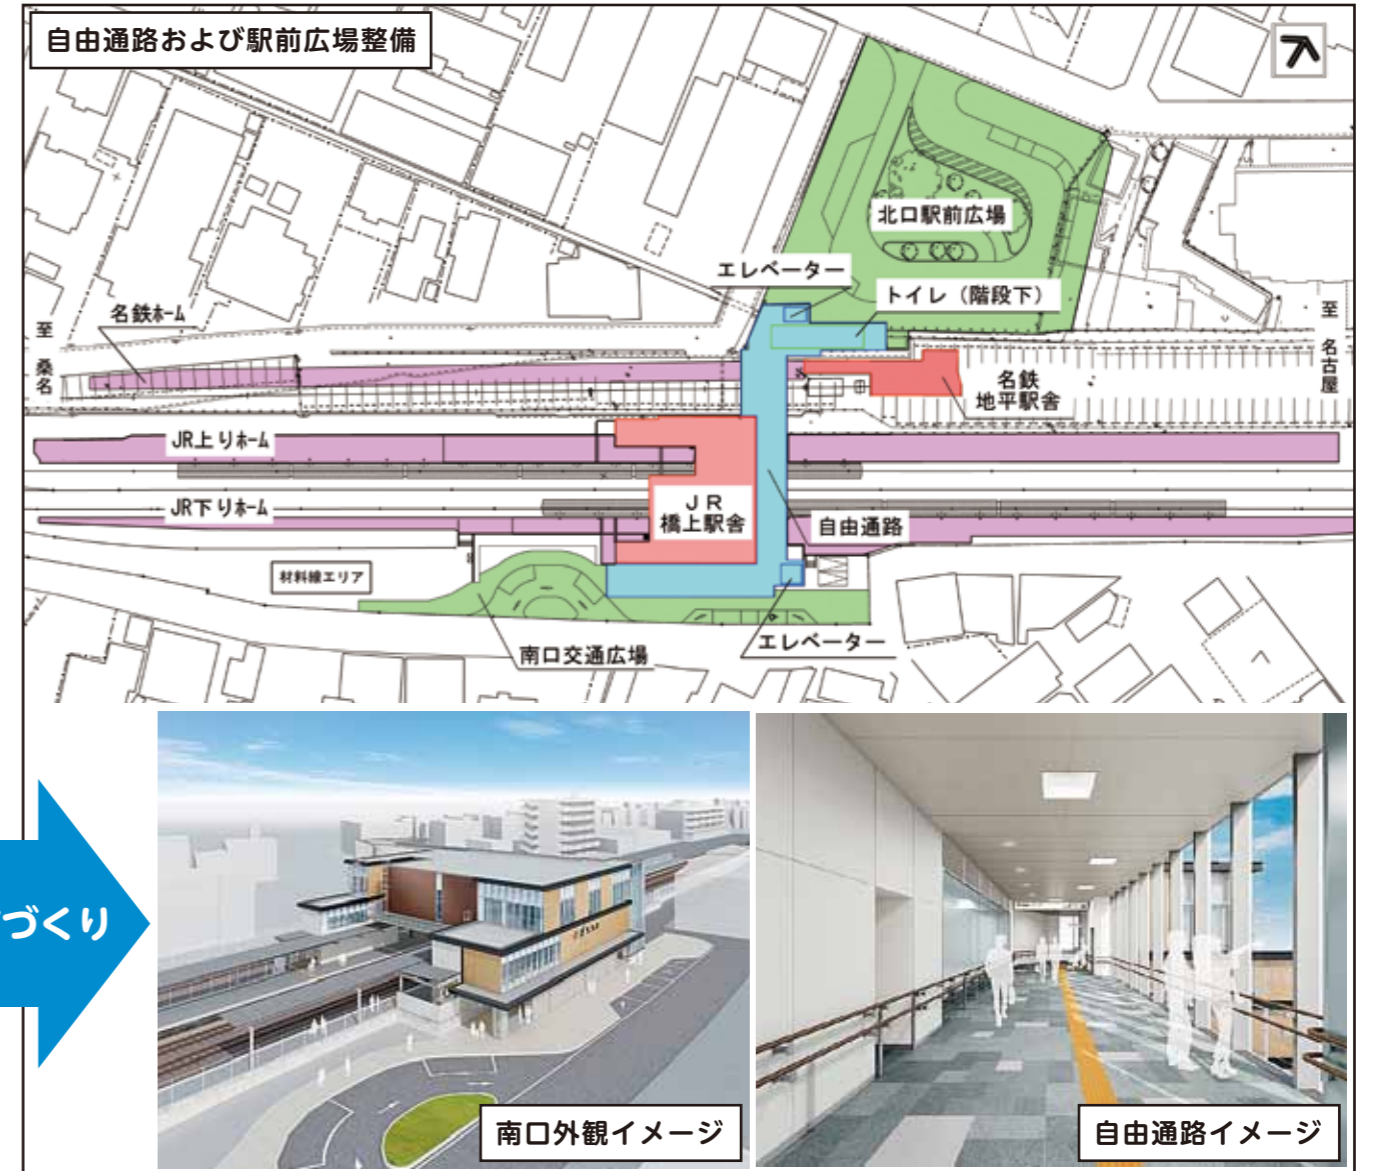 自由通路および駅前広場整備
北口駅前広場
エレベーター
トイレ（階段下）
名鉄ホーム
至 桑名
至 名古屋
名鉄
地平駅舎
JR上りホーム
JR下りホーム
JR
橋上駅舎
自由通路
材料線エリア
南口交通広場
エレベーター
づくり
南口外観イメージ
自由通路イメージ